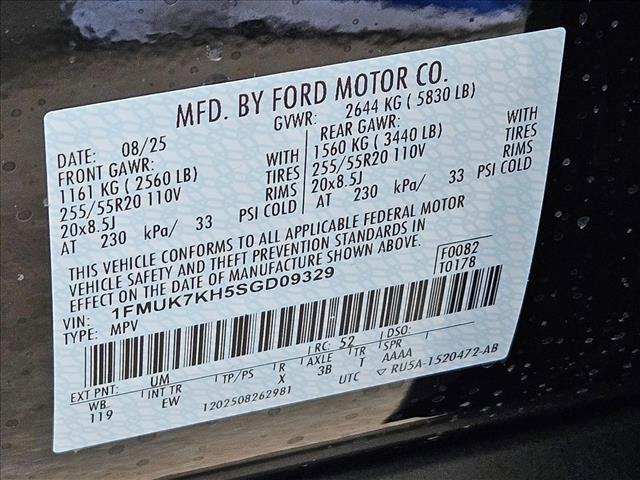 MFD. BY FORD MOTOR CO.
DATE: 08/25 GVWR: 2644 KG ( 5830 LB)
FRONT GAWR: REAR GAWR:
1161 KG ( 2560 LB) WITH 1560 KG ( 3440 LB) WITH
255/55R20 110V TIRES 255/55R20 110V TIRES
20x8.5J RIMS 20x8.5J RIMS
AT 230 kPa/ 33 PSI COLD AT 230 kPa/ 33 PSI COLD
THIS VEHICLE CONFORMS TO ALL APPLICABLE FEDERAL MOTOR
VEHICLE SAFETY AND THEFT PREVENTION STANDARDS IN
EFFECT ON THE DATE OF MANUFACTURE SHOWN ABOVE.
VIN: 1FMUK7KH5SGD09329 F0082
TYPE: MPV T0178
EXT PNT: UM RC: 52 DSO:
WB INT TR TP/PS R AXLE T SPR
119 EW X 3B AAAA
1202508262981 UTC ▽ RU5A-1520472-AB